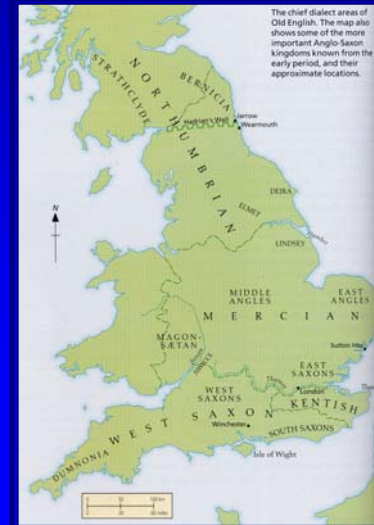 The chief dialect areas of
Old English. The map also
shows some of the more
important Anglo-Saxon
kingdoms known from the
early period, and their
approximate locations.
NORTHUMBRIAN
STRATHCLYDE
BERNICIA
Hadrian's Wall
Jarrow
Wearmouth
N
DEIRA
ELMET
Humber
LINDSEY
MIDDLE
ANGLES
EAST
ANGLES
MERCIAN
MAGON-
SÆTAN
Sutton Hoo
HWICCE
Severn
EAST
SAXONS
WEST
SAXONS
Thames
London
KENTISH
WEST SAXON
Winchester
SOUTH SAXONS
DUMNONIA
Isle of Wight